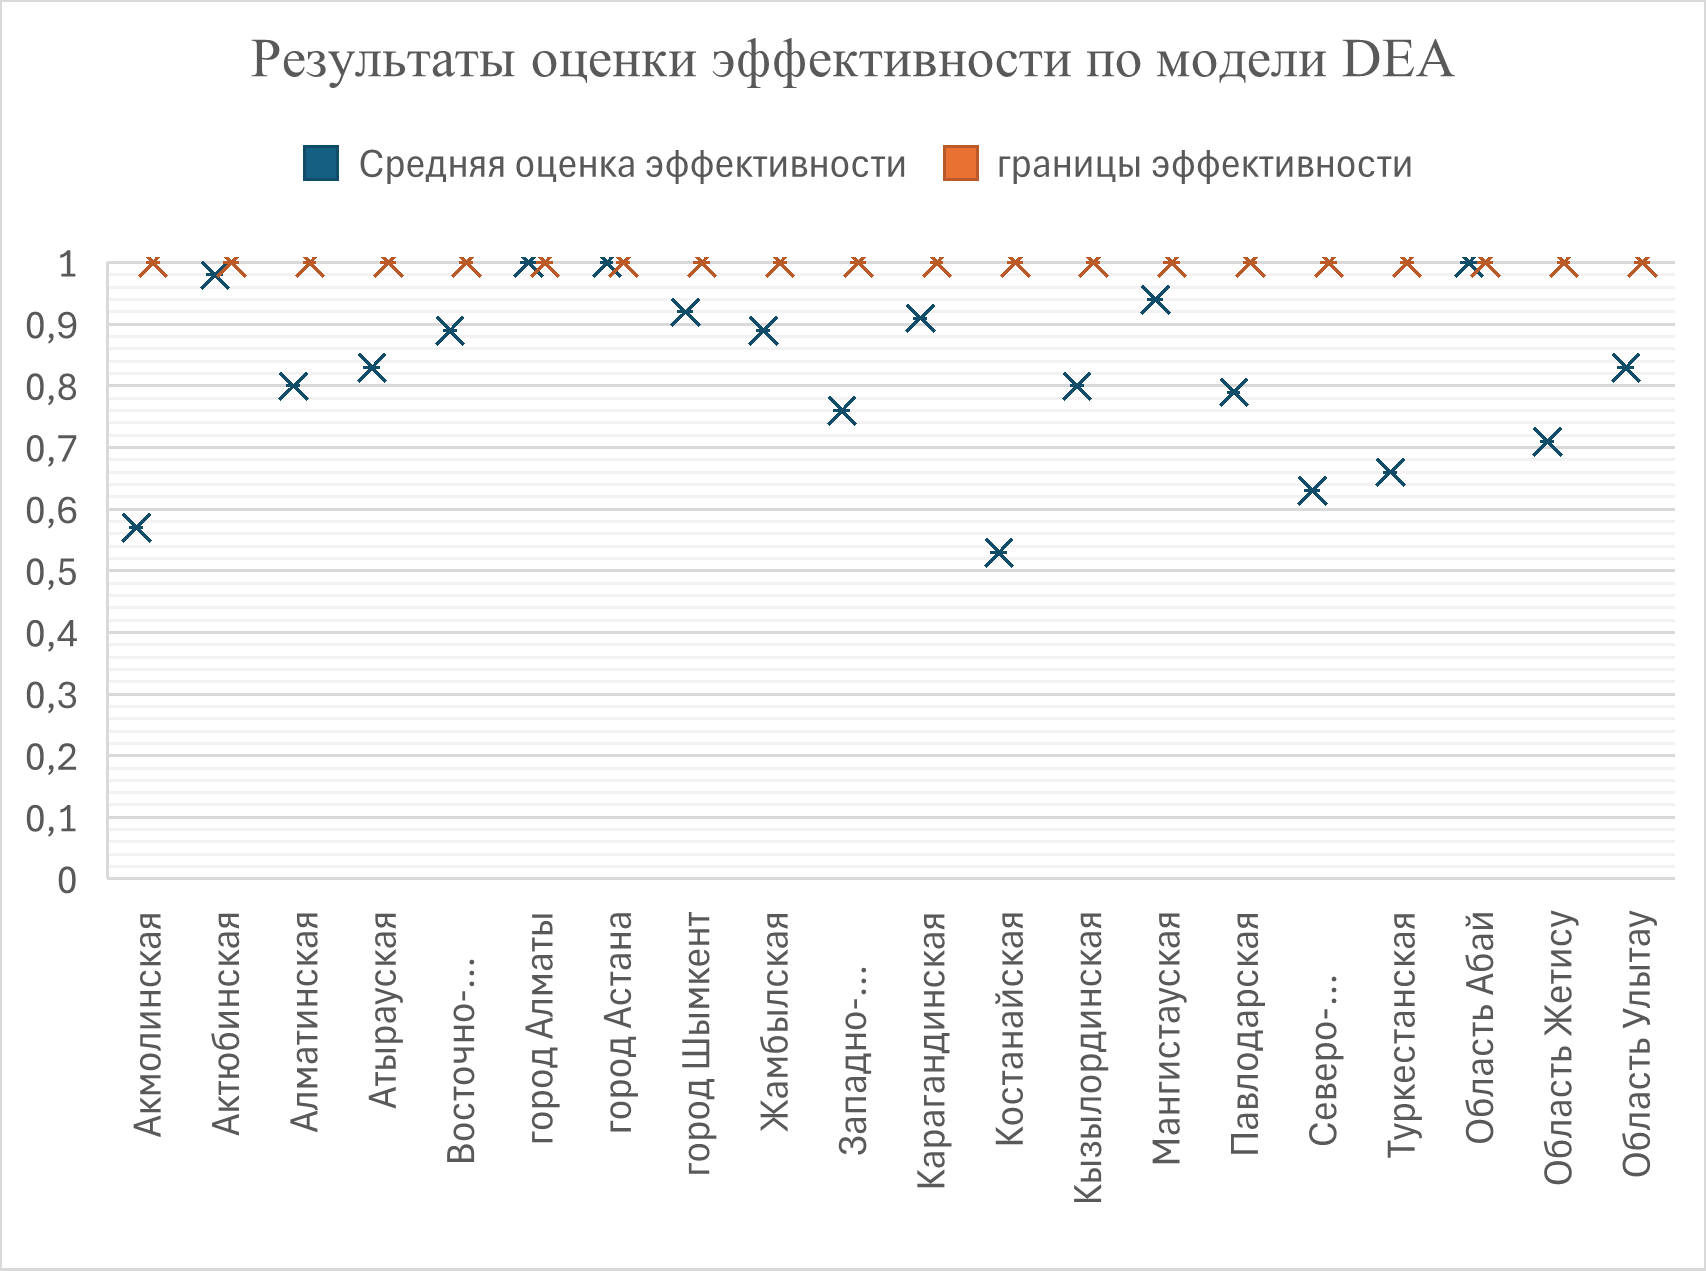 Результаты оценки эффективности по модели DEA
Средняя оценка эффективности
границы эффективности
1
0,9
0,8
0,7
0,6
0,5
0,4
0,3
0,2
0,1
0
Акмолинская
Актюбинская
Алматинская
Атырауская
Восточно-...
город Алматы
город Астана
город Шымкент
Жамбылская
Западно-...
Карагандинская
Костанайская
Кызылординская
Мангистауская
Павлодарская
Северо-...
Туркестанская
Область Абай
Область Жетису
Область Улытау